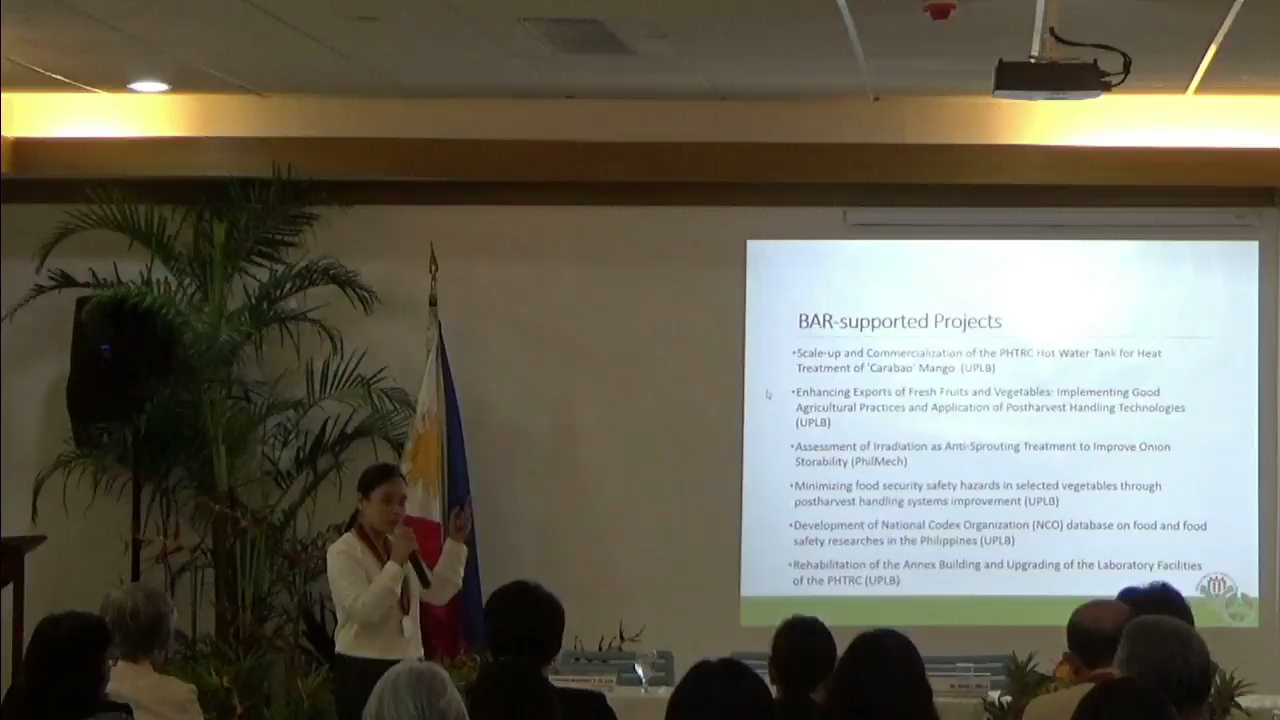 BAR-supported Projects
•Scale-up and Commercialization of the PHTRC Hot Water Tank for Heat
Treatment of 'Carabao' Mango (UPLB)
•Enhancing Exports of Fresh Fruits and Vegetables: Implementing Good
Agricultural Practices and Application of Postharvest Handling Technologies
(UPLB)
•Assessment of Irradiation as Anti-Sprouting Treatment to Improve Onion
Storability (PhilMech)
•Minimizing food security safety hazards in selected vegetables through
postharvest handling systems improvement (UPLB)
•Development of National Codex Organization (NCO) database on food and food
safety researches in the Philippines (UPLB)
•Rehabilitation of the Annex Building and Upgrading of the Laboratory Facilities
of the PHTRC (UPLB)